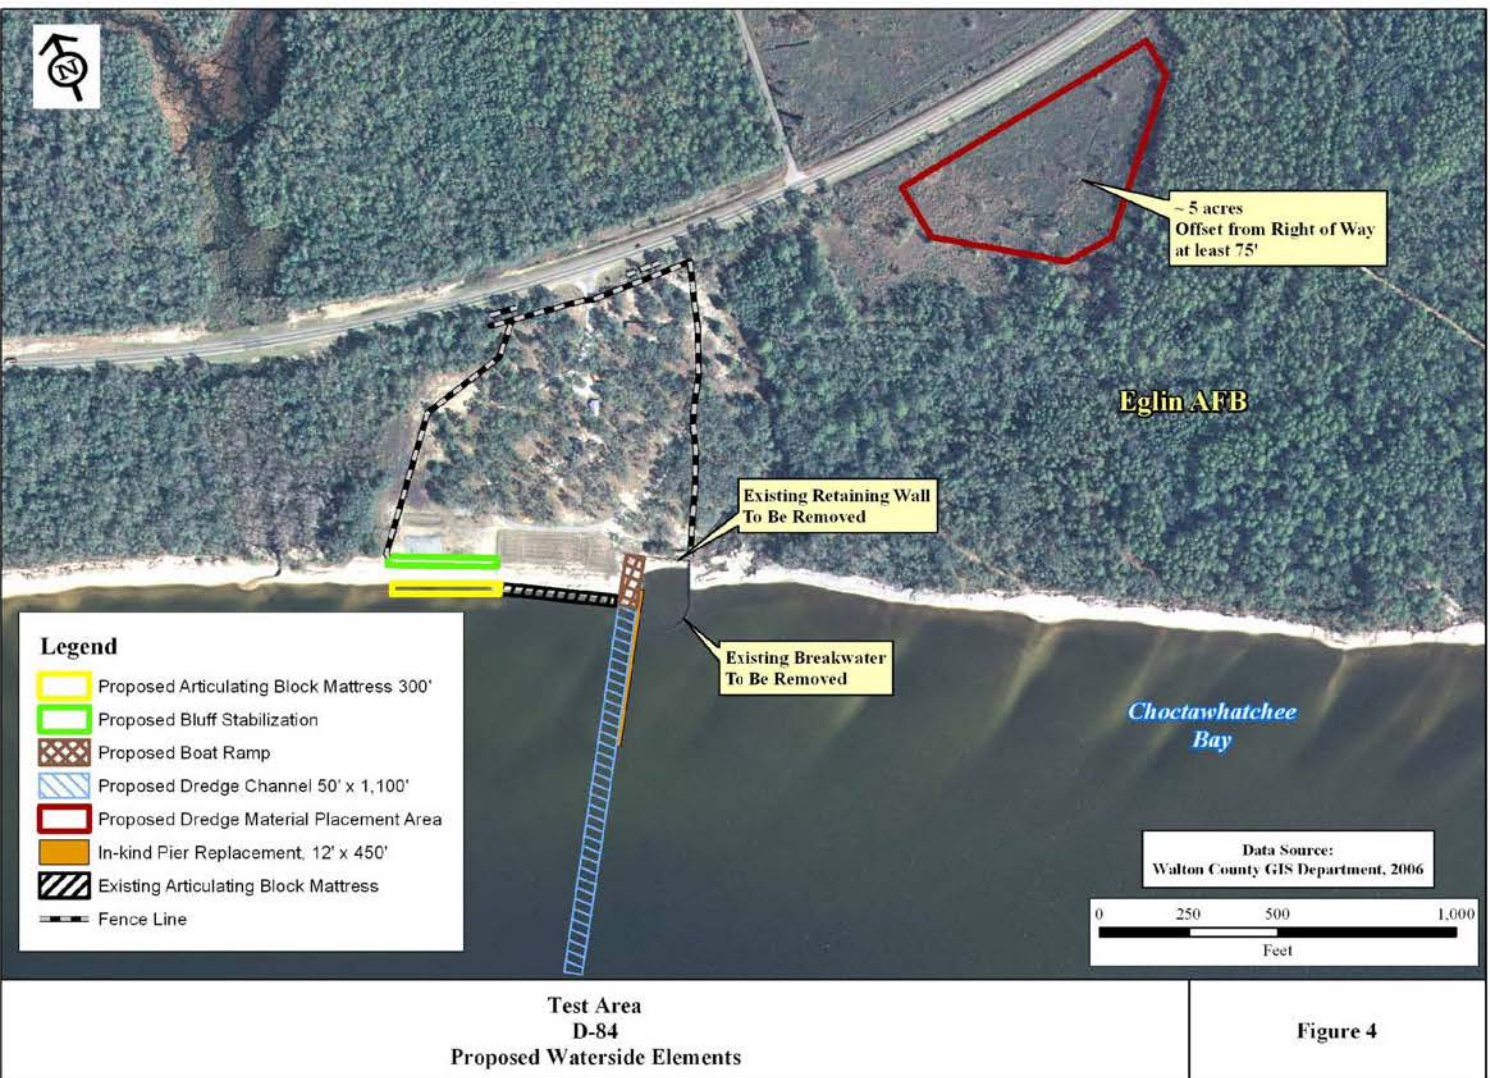 N
~ 5 acres
Offset from Right of Way
at least 75'
Eglin AFB
Existing Retaining Wall
To Be Removed
Existing Breakwater
To Be Removed
Choctawhatchee
Bay
Legend
Proposed Articulating Block Mattress 300'
Proposed Bluff Stabilization
Proposed Boat Ramp
Proposed Dredge Channel 50' x 1,100'
Proposed Dredge Material Placement Area
In-kind Pier Replacement, 12' x 450'
Existing Articulating Block Mattress
Fence Line
Data Source:
Walton County GIS Department, 2006
0 250 500 1,000
Feet
Test Area
D-84
Proposed Waterside Elements
Figure 4